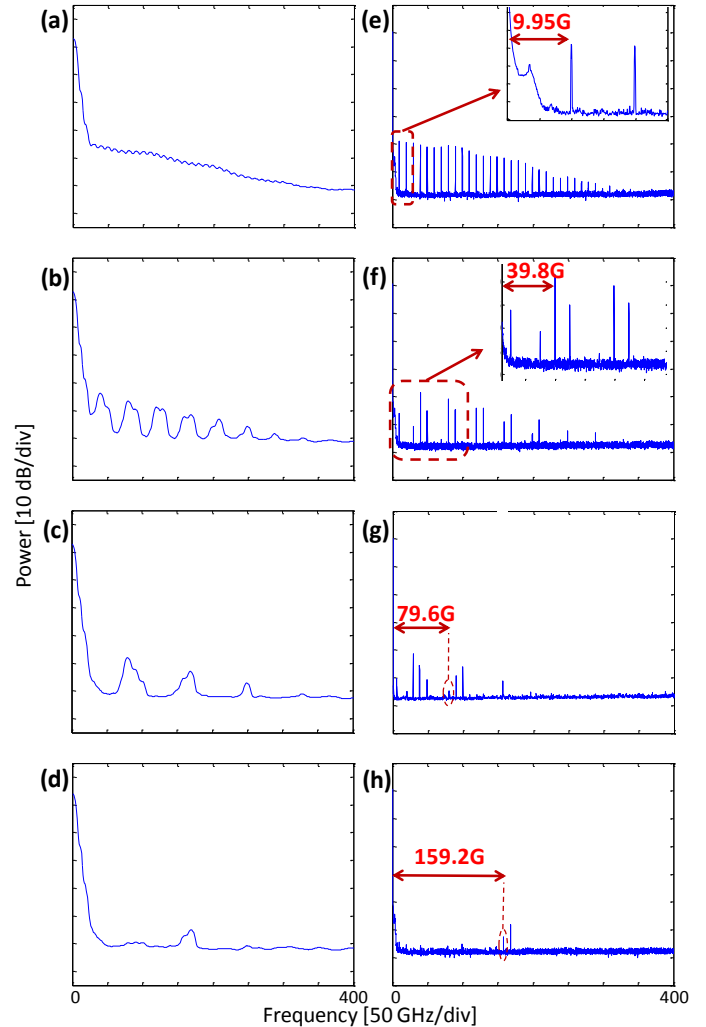 (a)
(e)
9.95G
(b)
(f)
39.8G
Power [10 dB/div]
(c)
(g)
79.6G
(d)
(h)
159.2G
0
400
0
400
Frequency [50 GHz/div]